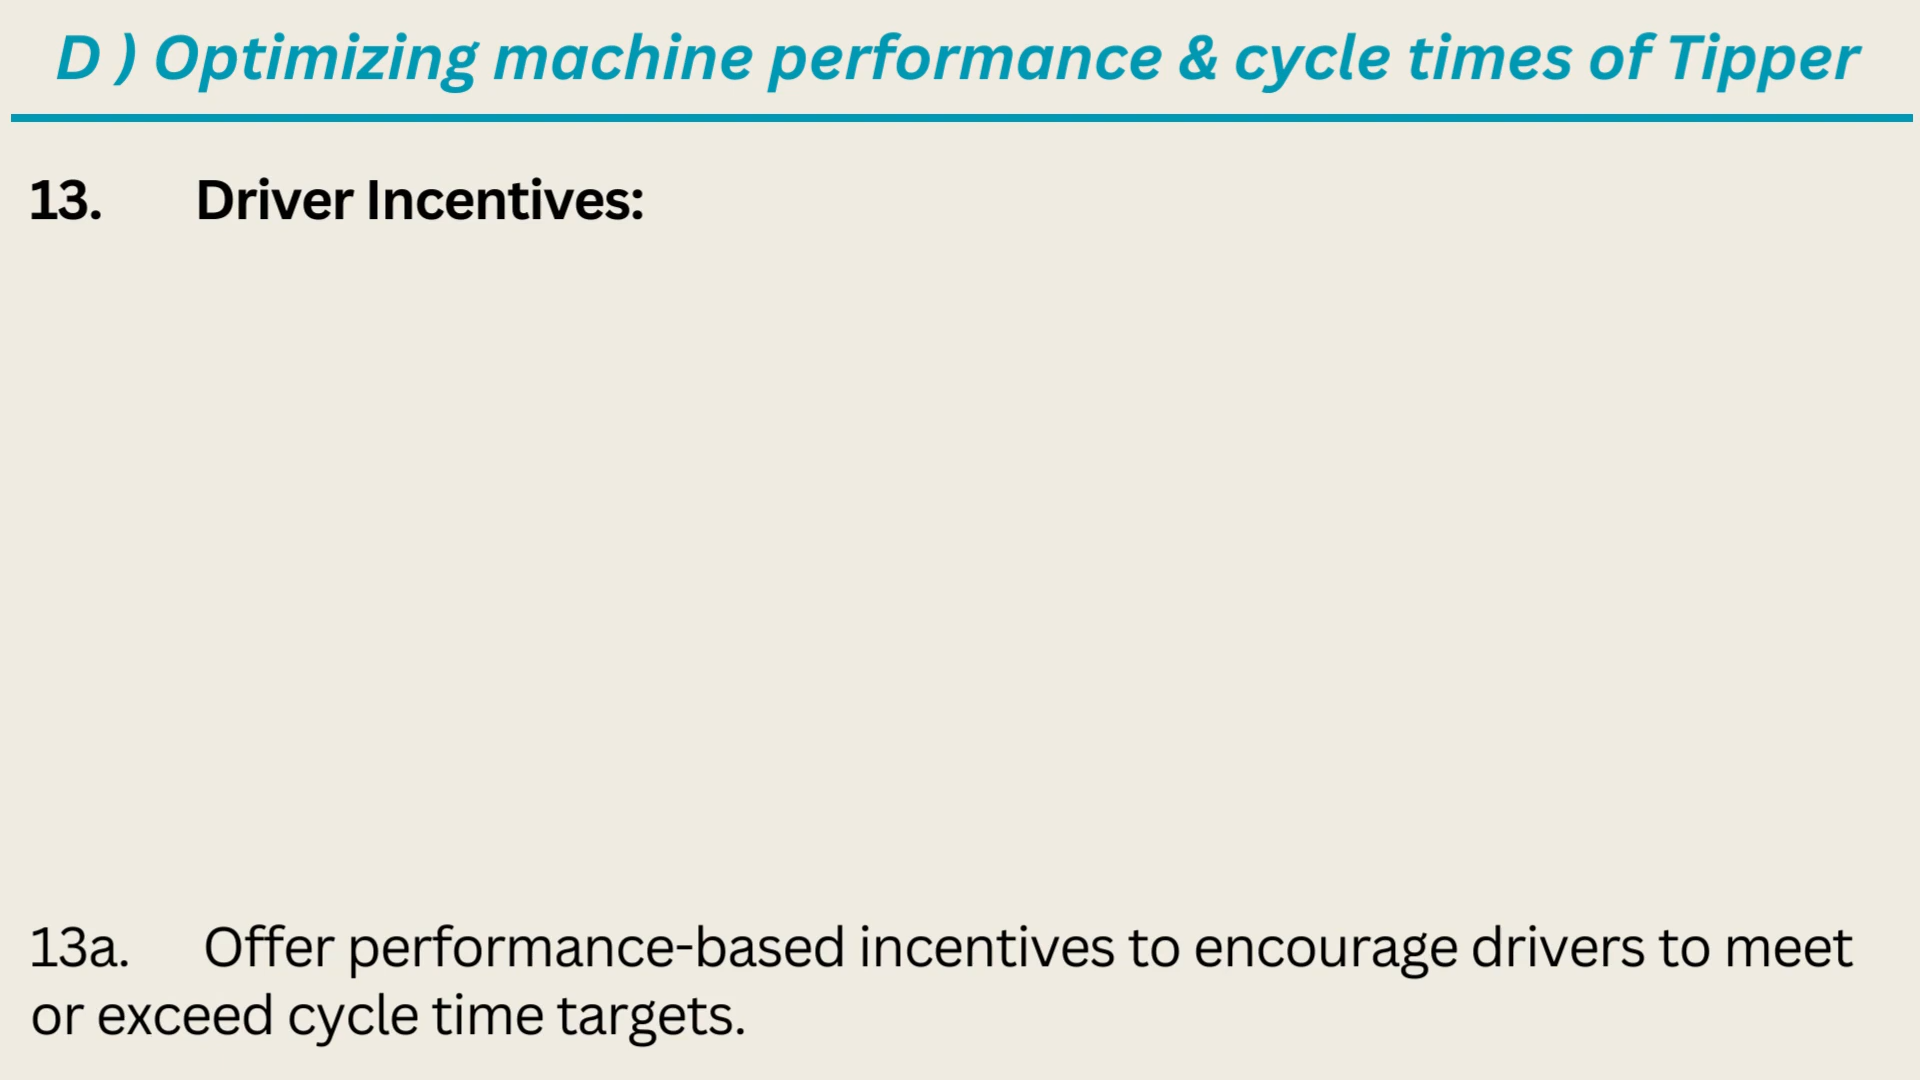 D ) Optimizing machine performance & cycle times of Tipper
13. Driver Incentives:
13a. Offer performance-based incentives to encourage drivers to meet
or exceed cycle time targets.